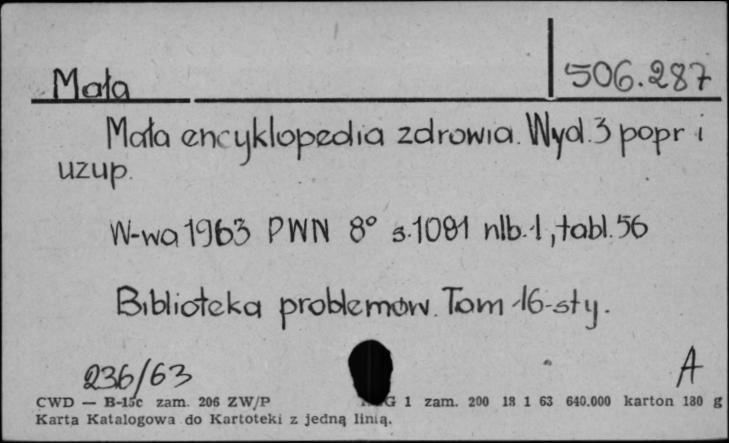 Mała
506.287
Mała encyklopedia zdrowia. Wyd. 3 popr i
uzup.
W-wa 1963 PWN 8° s. 1081 nlb. 1, tabl. 56
Biblioteka problemów. Tom 16-sty.
236/63
A
CWD — B-15c zam. 206 ZW/P G 1 zam. 200 18 1 63 640.000 karton 180 g
Karta Katalogowa do Kartoteki z jedną linią.